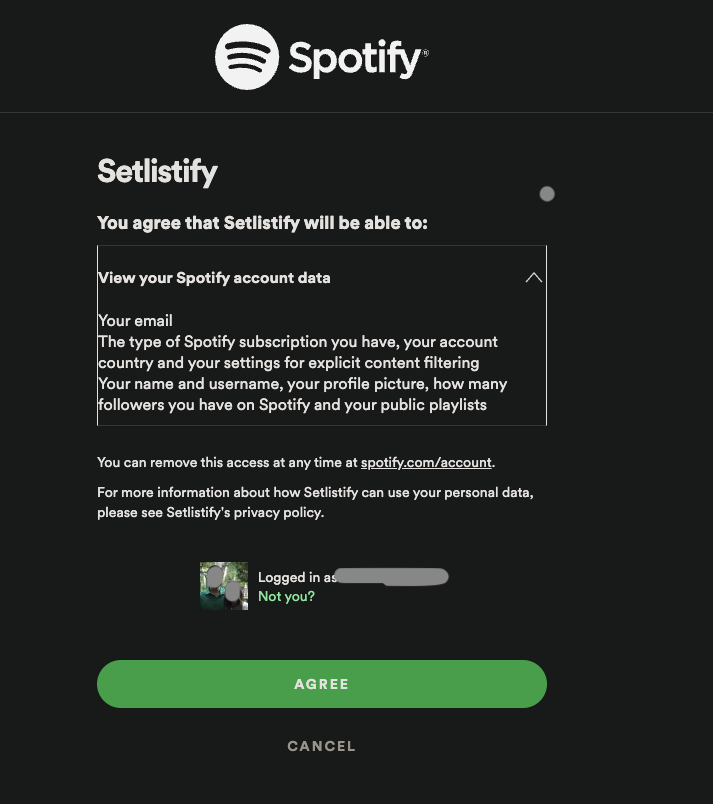 Spotify®
Setlistify
You agree that Setlistify will be able to:
View your Spotify account data
Your email
The type of Spotify subscription you have, your account
country and your settings for explicit content filtering
Your name and username, your profile picture, how many
followers you have on Spotify and your public playlists
You can remove this access at any time at spotify.com/account.
For more information about how Setlistify can use your personal data,
please see Setlistify's privacy policy.
Logged in as
Not you?
AGREE
CANCEL